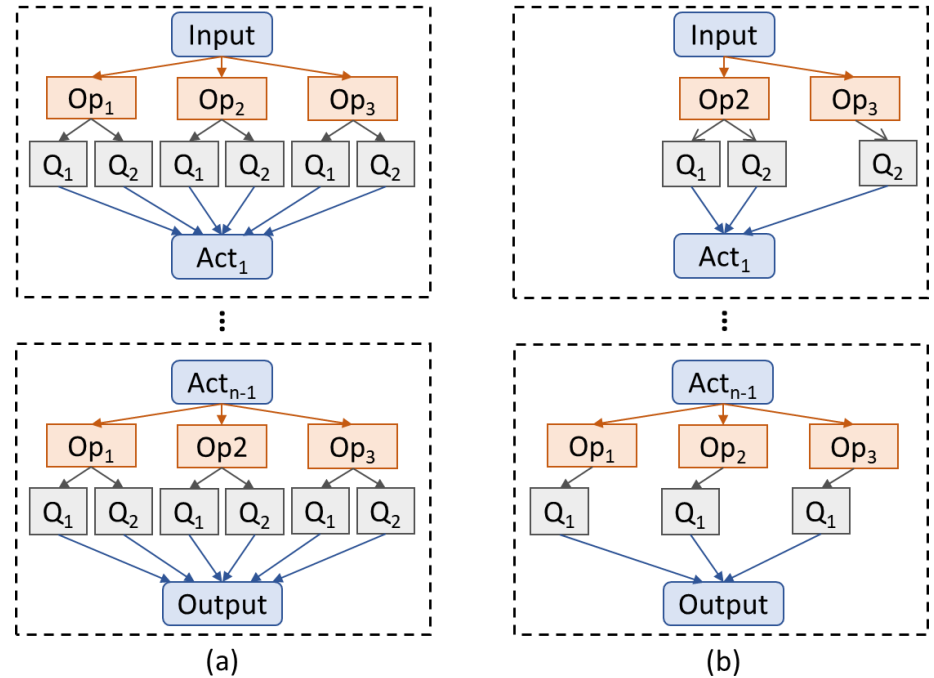 Input
Op₁ Op₂ Op₃
Q₁ Q₂ Q₁ Q₂ Q₁ Q₂
Act₁
⋮
Actₙ₋₁
Op₁ Op2 Op₃
Q₁ Q₂ Q₁ Q₂ Q₁ Q₂
Output
(a)
Input
Op2 Op₃
Q₁ Q₂ Q₂
Act₁
⋮
Actₙ₋₁
Op₁ Op₂ Op₃
Q₁ Q₁ Q₁
Output
(b)